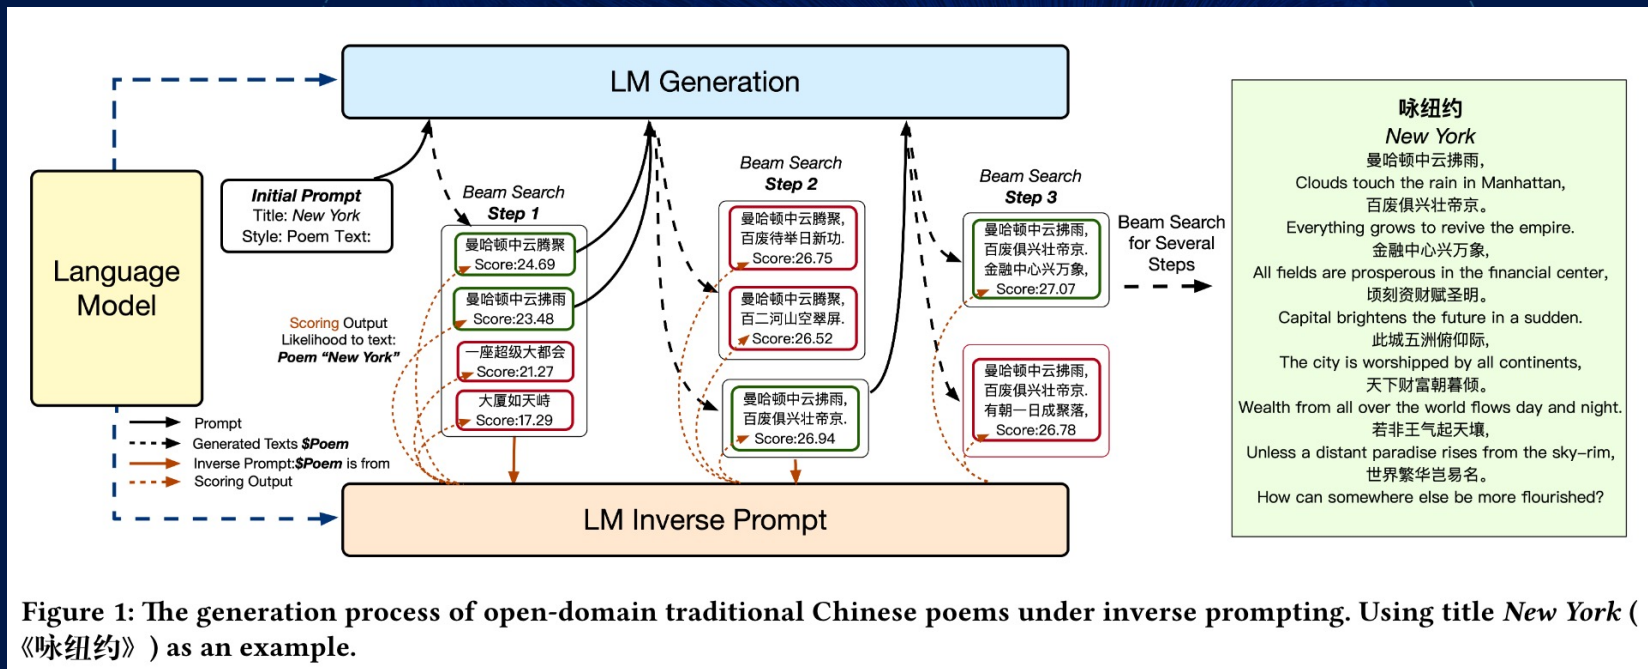 LM Generation
Language
Model
Initial Prompt
Title: New York
Style: Poem Text:
Beam Search
Step 1
曼哈顿中云腾聚
Score:24.69
曼哈顿中云拂雨
Score:23.48
一座超级大都会
Score:21.27
大厦如天峙
Score:17.29
Scoring Output
Likelihood to text:
Poem “New York”
Beam Search
Step 2
曼哈顿中云腾聚,
百废待举日新功.
Score:26.75
曼哈顿中云腾聚,
百二河山空翠屏.
Score:26.52
曼哈顿中云拂雨,
百废俱兴壮帝京.
Score:26.94
Beam Search
Step 3
曼哈顿中云拂雨,
百废俱兴壮帝京.
金融中心兴万象,
Score:27.07
曼哈顿中云拂雨,
百废俱兴壮帝京.
有朝一日成聚落,
Score:26.78
Beam Search
for Several
Steps
Prompt
Generated Texts $Poem
Inverse Prompt:$Poem is from
Scoring Output
LM Inverse Prompt
咏纽约
New York
曼哈顿中云拂雨,
Clouds touch the rain in Manhattan,
百废俱兴壮帝京。
Everything grows to revive the empire.
金融中心兴万象,
All fields are prosperous in the financial center,
顷刻资财赋圣明。
Capital brightens the future in a sudden.
此城五洲俯仰际,
The city is worshipped by all continents,
天下财富朝暮倾。
Wealth from all over the world flows day and night.
若非王气起天壤,
Unless a distant paradise rises from the sky-rim,
世界繁华岂易名。
How can somewhere else be more flourished?
Figure 1: The generation process of open-domain traditional Chinese poems under inverse prompting. Using title New York (
《咏纽约》) as an example.